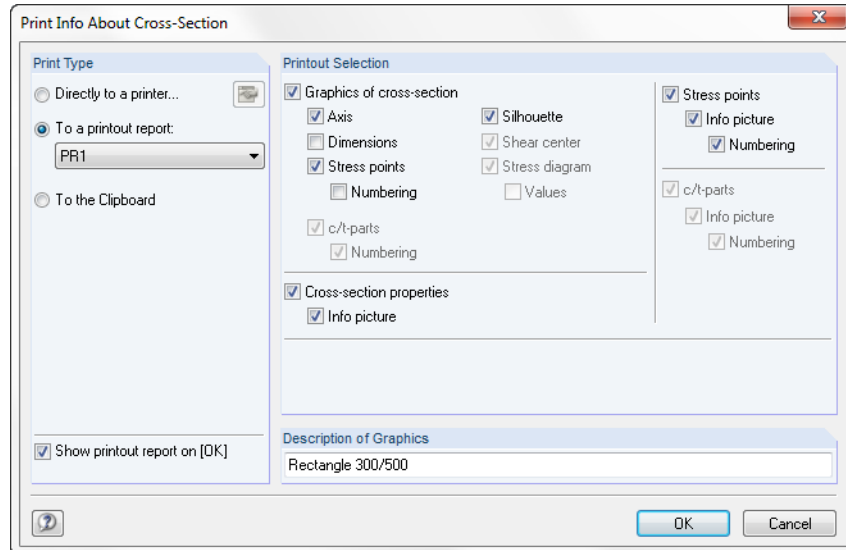 Print Info About Cross-Section
Print Type
Directly to a printer...
To a printout report:
PR1
To the Clipboard
Show printout report on [OK]
Printout Selection
Graphics of cross-section
Axis
Silhouette
Dimensions
Shear center
Stress points
Stress diagram
Numbering
Values
c/t-parts
Numbering
Cross-section properties
Info picture
Stress points
Info picture
Numbering
c/t-parts
Info picture
Numbering
Description of Graphics
Rectangle 300/500
OK
Cancel